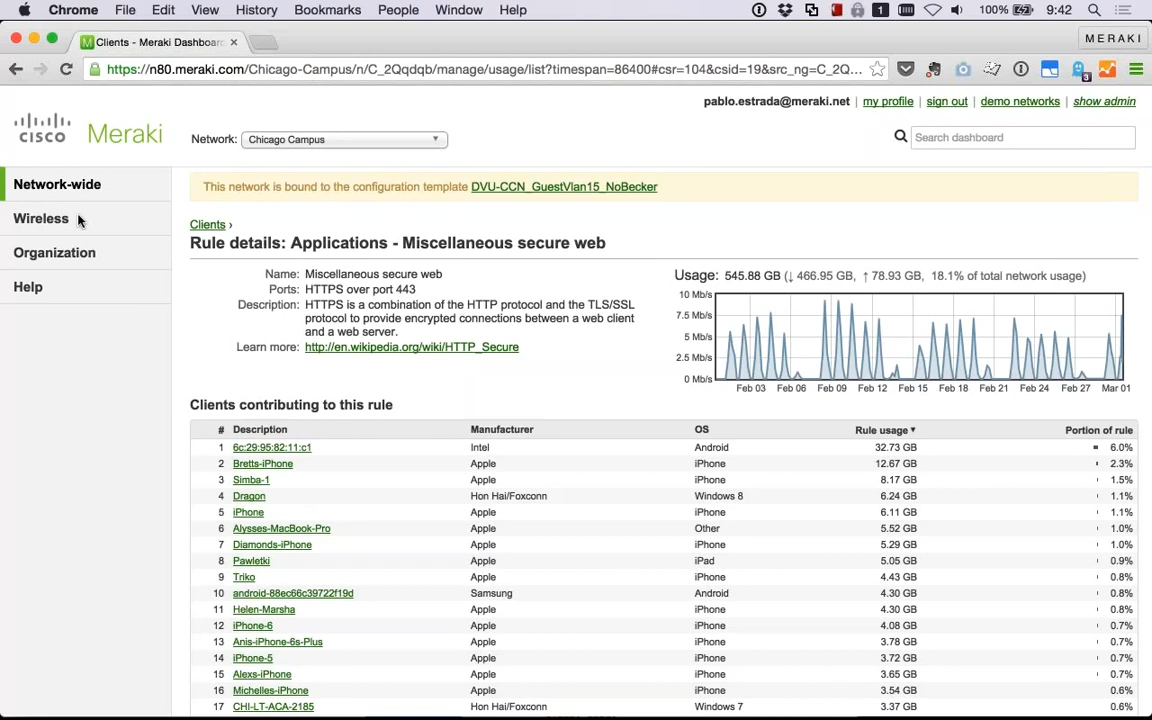 Chrome File Edit View History Bookmarks People Window Help 1 100% 9:42
Clients - Meraki Dashboar × MERAKI
https://n80.meraki.com/Chicago-Campus/n/C_2Qqdqb/manage/usage/list?timespan=86400#csr=104&csid=19&src_ng=C_2Q... 3
pablo.estrada@meraki.net | my profile | sign out | demo networks | show admin
CISCO Meraki Network: Chicago Campus Search dashboard
Network-wide
Wireless
Organization
Help
This network is bound to the configuration template DVU-CCN_GuestVlan15_NoBecker
Clients ›
Rule details: Applications - Miscellaneous secure web
Name: Miscellaneous secure web
Ports: HTTPS over port 443
Description: HTTPS is a combination of the HTTP protocol and the TLS/SSL
protocol to provide encrypted connections between a web client
and a web server.
Learn more: http://en.wikipedia.org/wiki/HTTP_Secure
Usage: 545.88 GB (↓ 466.95 GB, ↑ 78.93 GB, 18.1% of total network usage)
10 Mb/s
7.5 Mb/s
5 Mb/s
2.5 Mb/s
0 Mb/s
Feb 03 Feb 06 Feb 09 Feb 12 Feb 15 Feb 18 Feb 21 Feb 24 Feb 27 Mar 01
Clients contributing to this rule
# Description Manufacturer OS Rule usage ▼ Portion of rule
1 6c:29:95:82:11:c1 Intel Android 32.73 GB 6.0%
2 Bretts-iPhone Apple iPhone 12.67 GB 2.3%
3 Simba-1 Apple iPhone 8.17 GB 1.5%
4 Dragon Hon Hai/Foxconn Windows 8 6.24 GB 1.1%
5 iPhone Apple iPhone 6.11 GB 1.1%
6 Alysses-MacBook-Pro Apple Other 5.52 GB 1.0%
7 Diamonds-iPhone Apple iPhone 5.29 GB 1.0%
8 Pawletki Apple iPad 5.05 GB 0.9%
9 Triko Apple iPhone 4.43 GB 0.8%
10 android-88ec66c39722f19d Samsung Android 4.30 GB 0.8%
11 Helen-Marsha Apple iPhone 4.30 GB 0.8%
12 iPhone-6 Apple iPhone 4.08 GB 0.7%
13 Anis-iPhone-6s-Plus Apple iPhone 3.78 GB 0.7%
14 iPhone-5 Apple iPhone 3.72 GB 0.7%
15 Alexs-iPhone Apple iPhone 3.65 GB 0.7%
16 Michelles-iPhone Apple iPhone 3.54 GB 0.6%
17 CHI-LT-ACA-2185 Hon Hai/Foxconn Windows 7 3.37 GB 0.6%